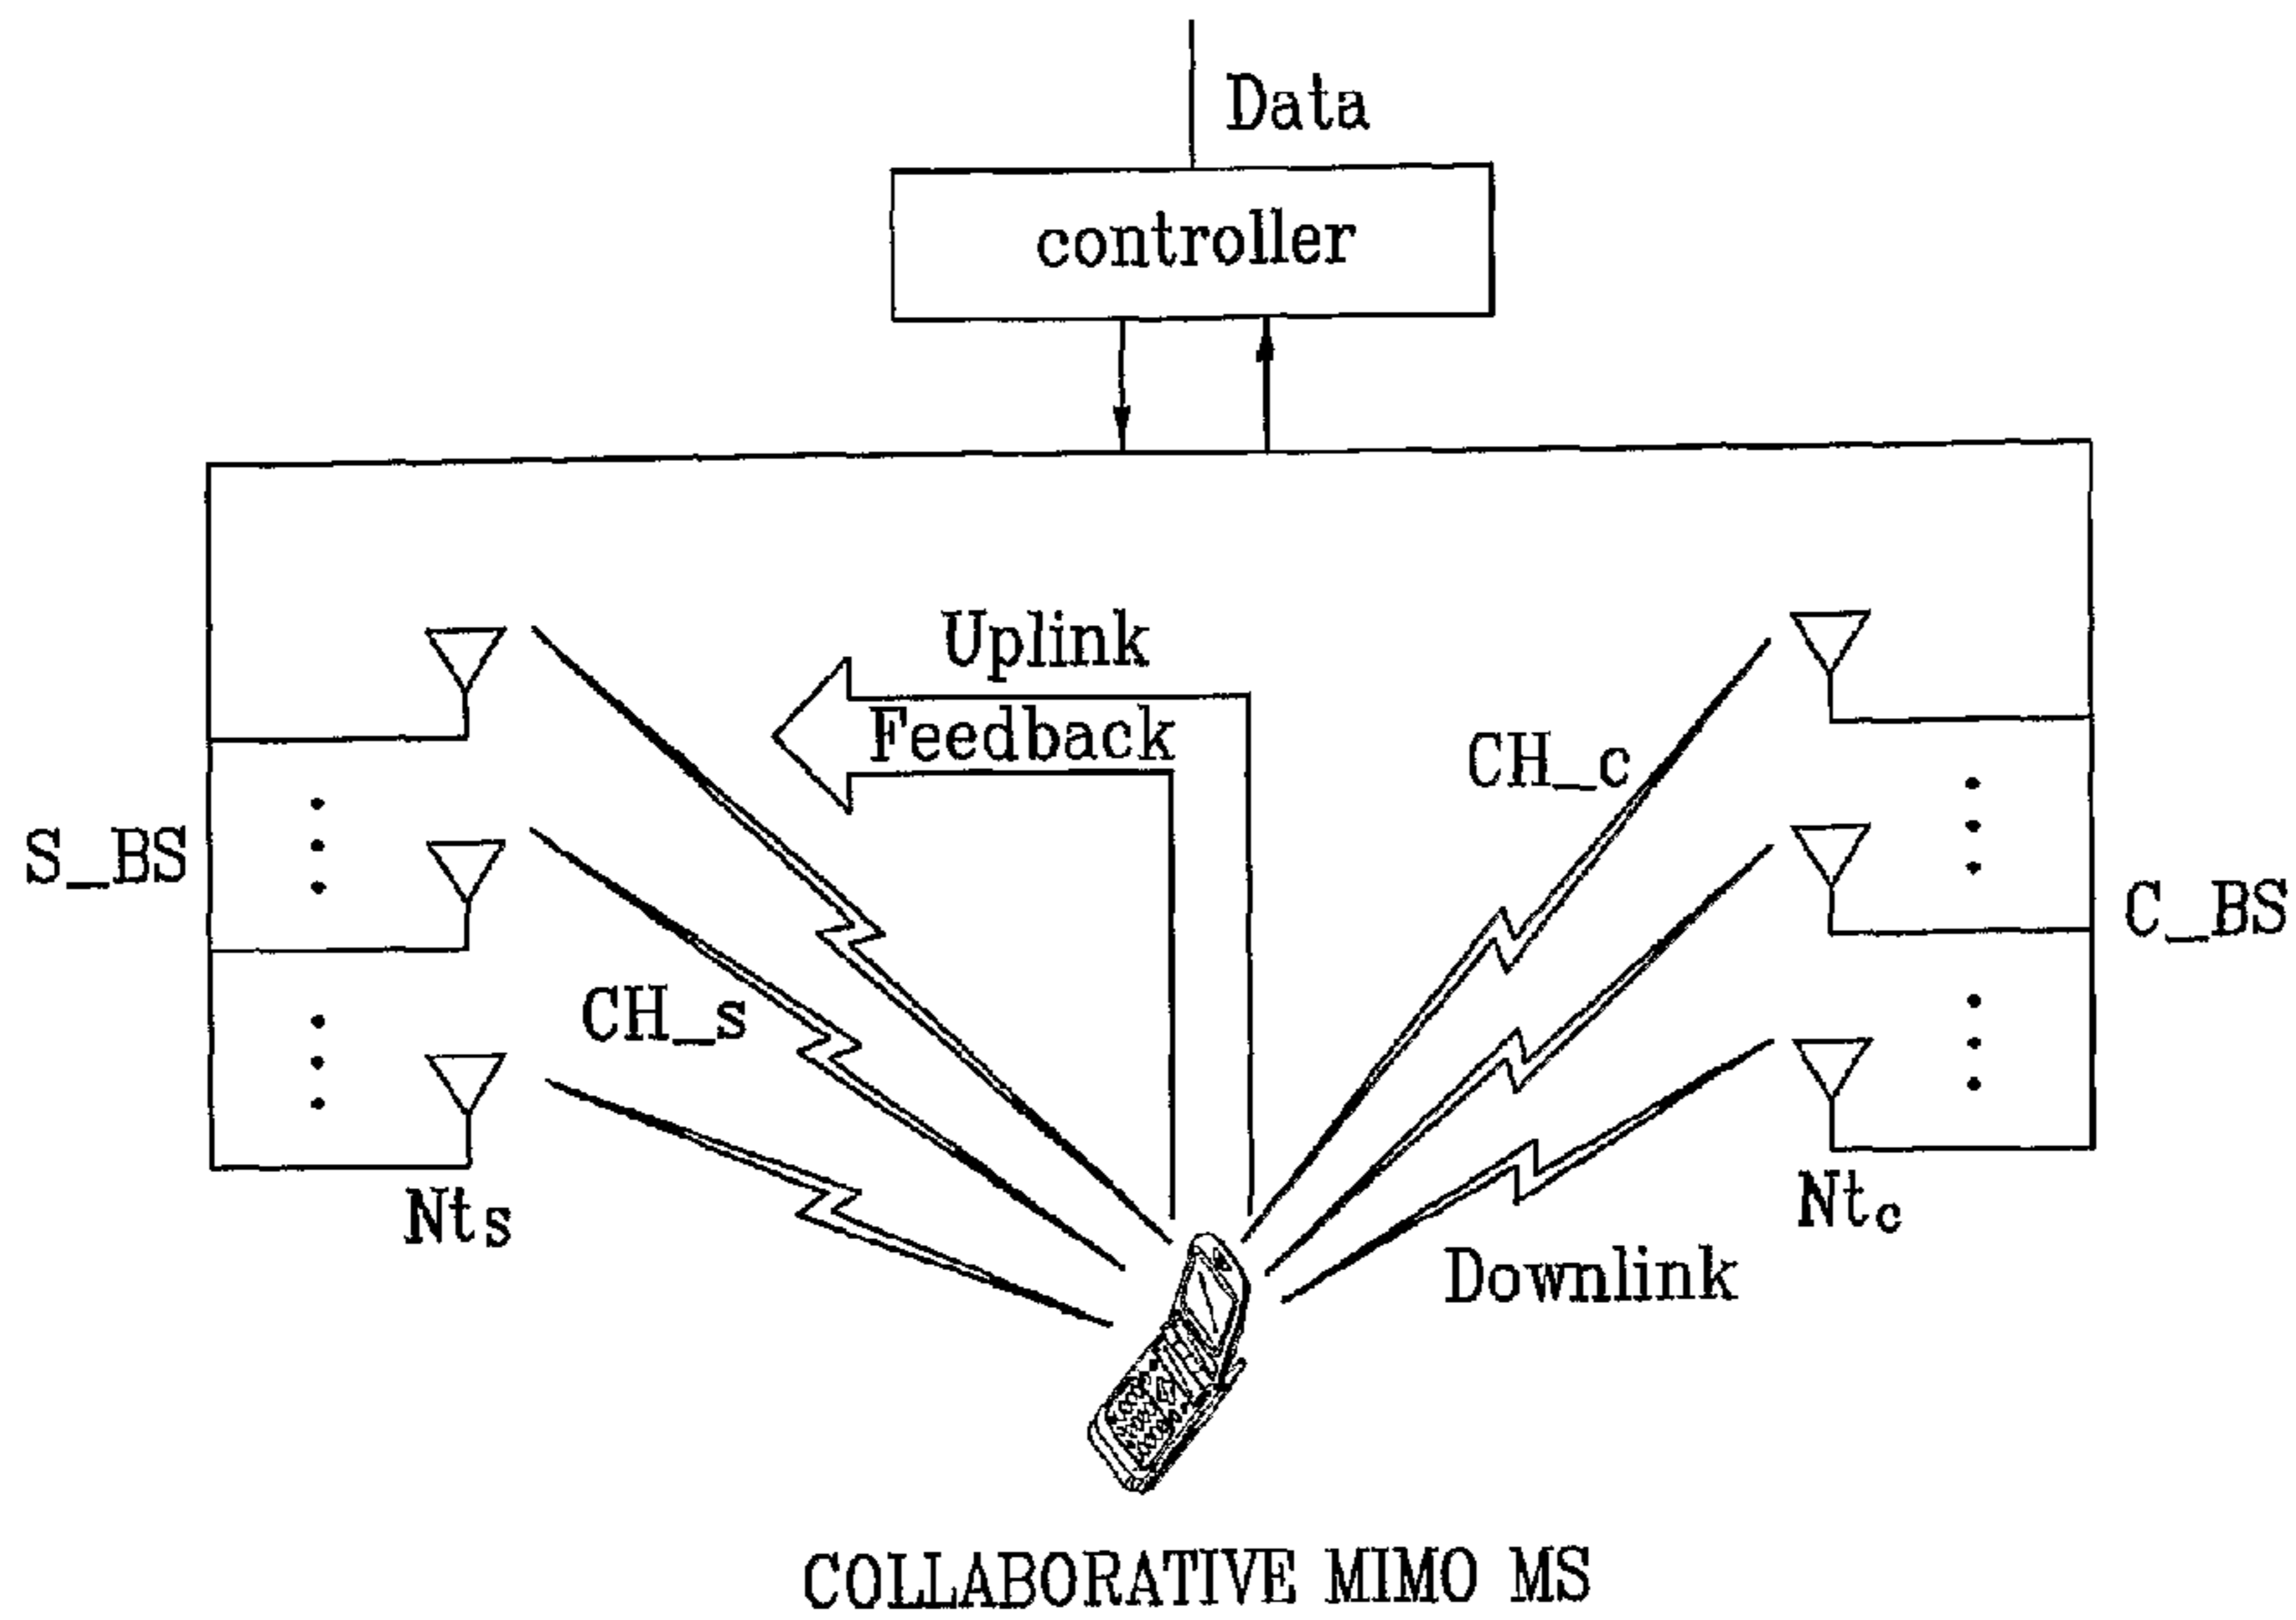 Data
controller
Uplink
Feedback
CH_c
S_BS
C_BS
CH_s
Nts
Ntc
Downlink
COLLABORATIVE MIMO MS